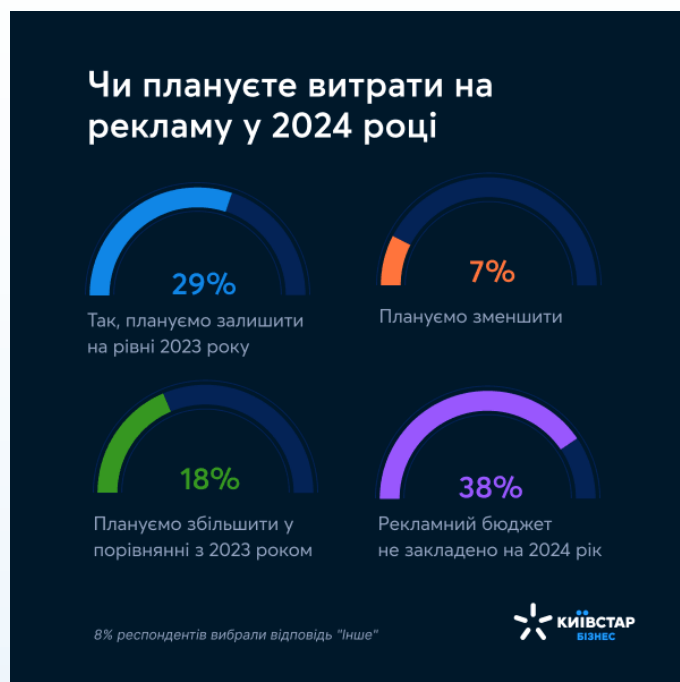 Чи плануєте витрати на
рекламу у 2024 році
29%
Так, плануємо залишити
на рівні 2023 року
7%
Плануємо зменшити
18%
Плануємо збільшити у
порівнянні з 2023 роком
38%
Рекламний бюджет
не закладено на 2024 рік
8% респондентів вибрали відповідь "Інше"
КИЇВСТАР
БІЗНЕС